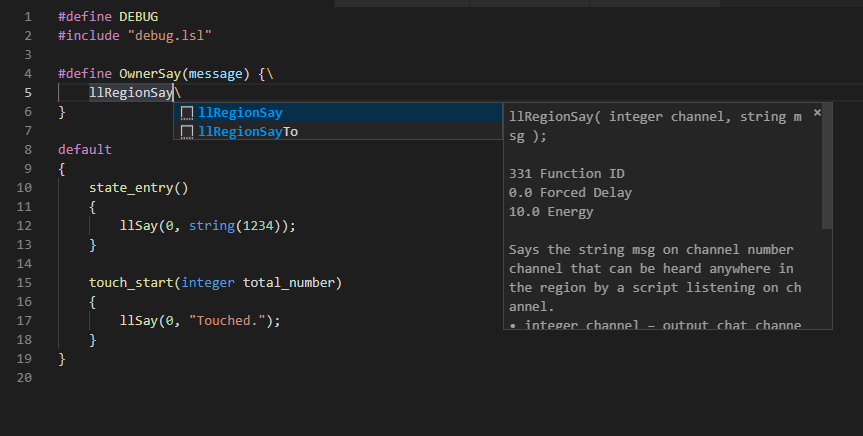 1 #define DEBUG
2 #include "debug.lsl"
3
4 #define OwnerSay(message) {\
5 llRegionSay\
6 }
7
8 default
9 {
10 state_entry()
11 {
12 llSay(0, string(1234));
13 }
14
15 touch_start(integer total_number)
16 {
17 llSay(0, "Touched.");
18 }
19 }
20
llRegionSay
llRegionSayTo
llRegionSay( integer channel, string m
sg );
331 Function ID
0.0 Forced Delay
10.0 Energy
Says the string msg on channel number
channel that can be heard anywhere in
the region by a script listening on ch
annel.
• integer channel – output chat channe
×